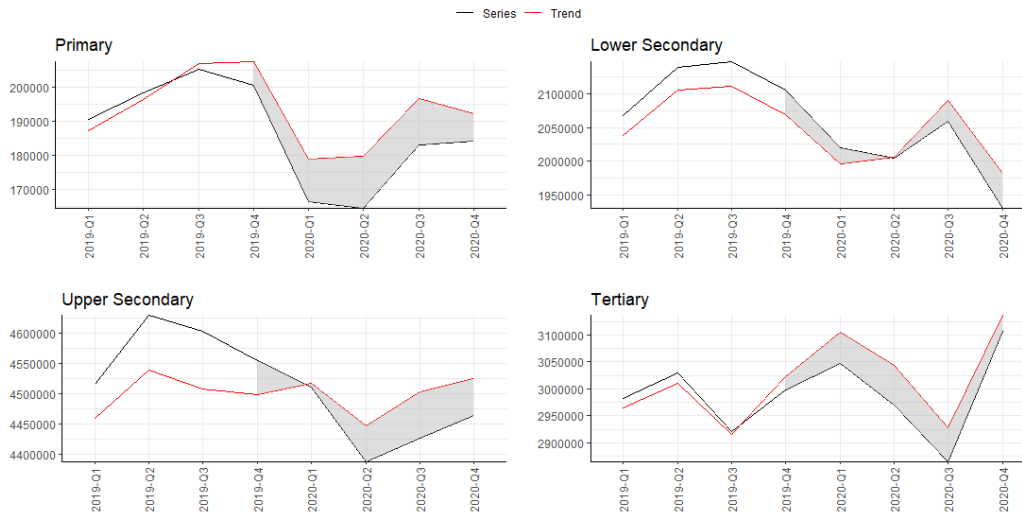 Series Trend
Primary
200000
190000
180000
170000
2019-Q1 2019-Q2 2019-Q3 2019-Q4 2020-Q1 2020-Q2 2020-Q3 2020-Q4
Lower Secondary
2100000
2050000
2000000
1950000
2019-Q1 2019-Q2 2019-Q3 2019-Q4 2020-Q1 2020-Q2 2020-Q3 2020-Q4
Upper Secondary
4600000
4550000
4500000
4450000
4400000
2019-Q1 2019-Q2 2019-Q3 2019-Q4 2020-Q1 2020-Q2 2020-Q3 2020-Q4
Tertiary
3100000
3050000
3000000
2950000
2900000
2019-Q1 2019-Q2 2019-Q3 2019-Q4 2020-Q1 2020-Q2 2020-Q3 2020-Q4